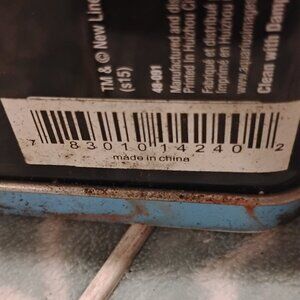 TM & © New Line
(s15)
48-091
Manufactured and
Printed in Huizhou
Fabriqué et distribué
Imprimé en Huizhou
Clean with Damp
7 83010 14240 2
made in china